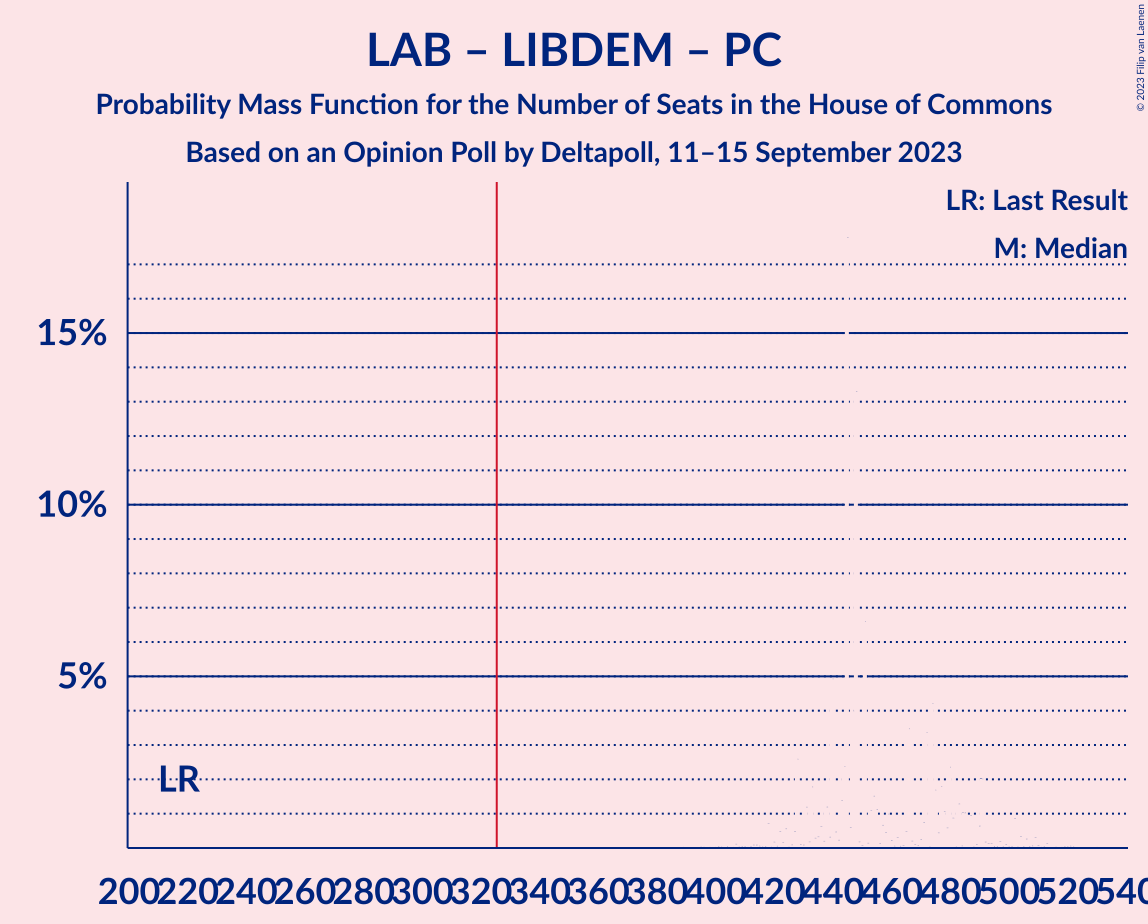 LAB – LIBDEM – PC
Probability Mass Function for the Number of Seats in the House of Commons
Based on an Opinion Poll by Deltapoll, 11–15 September 2023
© 2023 Filip van Laenen
LR: Last Result
M: Median
15%
10%
5%
LR
200 220 240 260 280 300 320 340 360 380 400 420 440 460 480 500 520 540